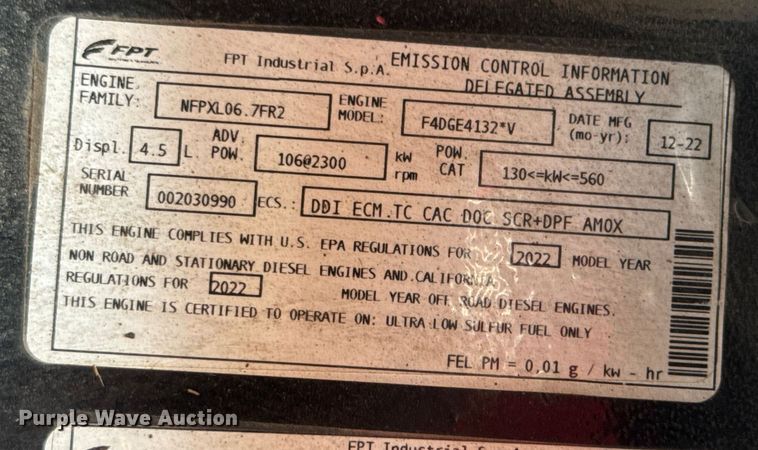 FPT
FPT Industrial S.p.A.
EMISSION CONTROL INFORMATION
DELEGATED ASSEMBLY
ENGINE FAMILY: NFPXL06.7FR2 ENGINE MODEL: F4DGE4132*V DATE MFG (mo-yr): 12-22
Displ. 4.5 L ADV. POW. 106@2300 kW rpm POW. CAT 130<=kW<=560
SERIAL NUMBER 002030990 ECS.: DDI ECM TC CAC DOC SCR+DPF AMOX
THIS ENGINE COMPLIES WITH U.S. EPA REGULATIONS FOR 2022 MODEL YEAR
NON ROAD AND STATIONARY DIESEL ENGINES AND CALIFORNIA
REGULATIONS FOR 2022 MODEL YEAR OFF ROAD DIESEL ENGINES.
THIS ENGINE IS CERTIFIED TO OPERATE ON: ULTRA LOW SULFUR FUEL ONLY
FEL PM = 0,01 g / kw - hr
Purple Wave Auction
FPT Industrial